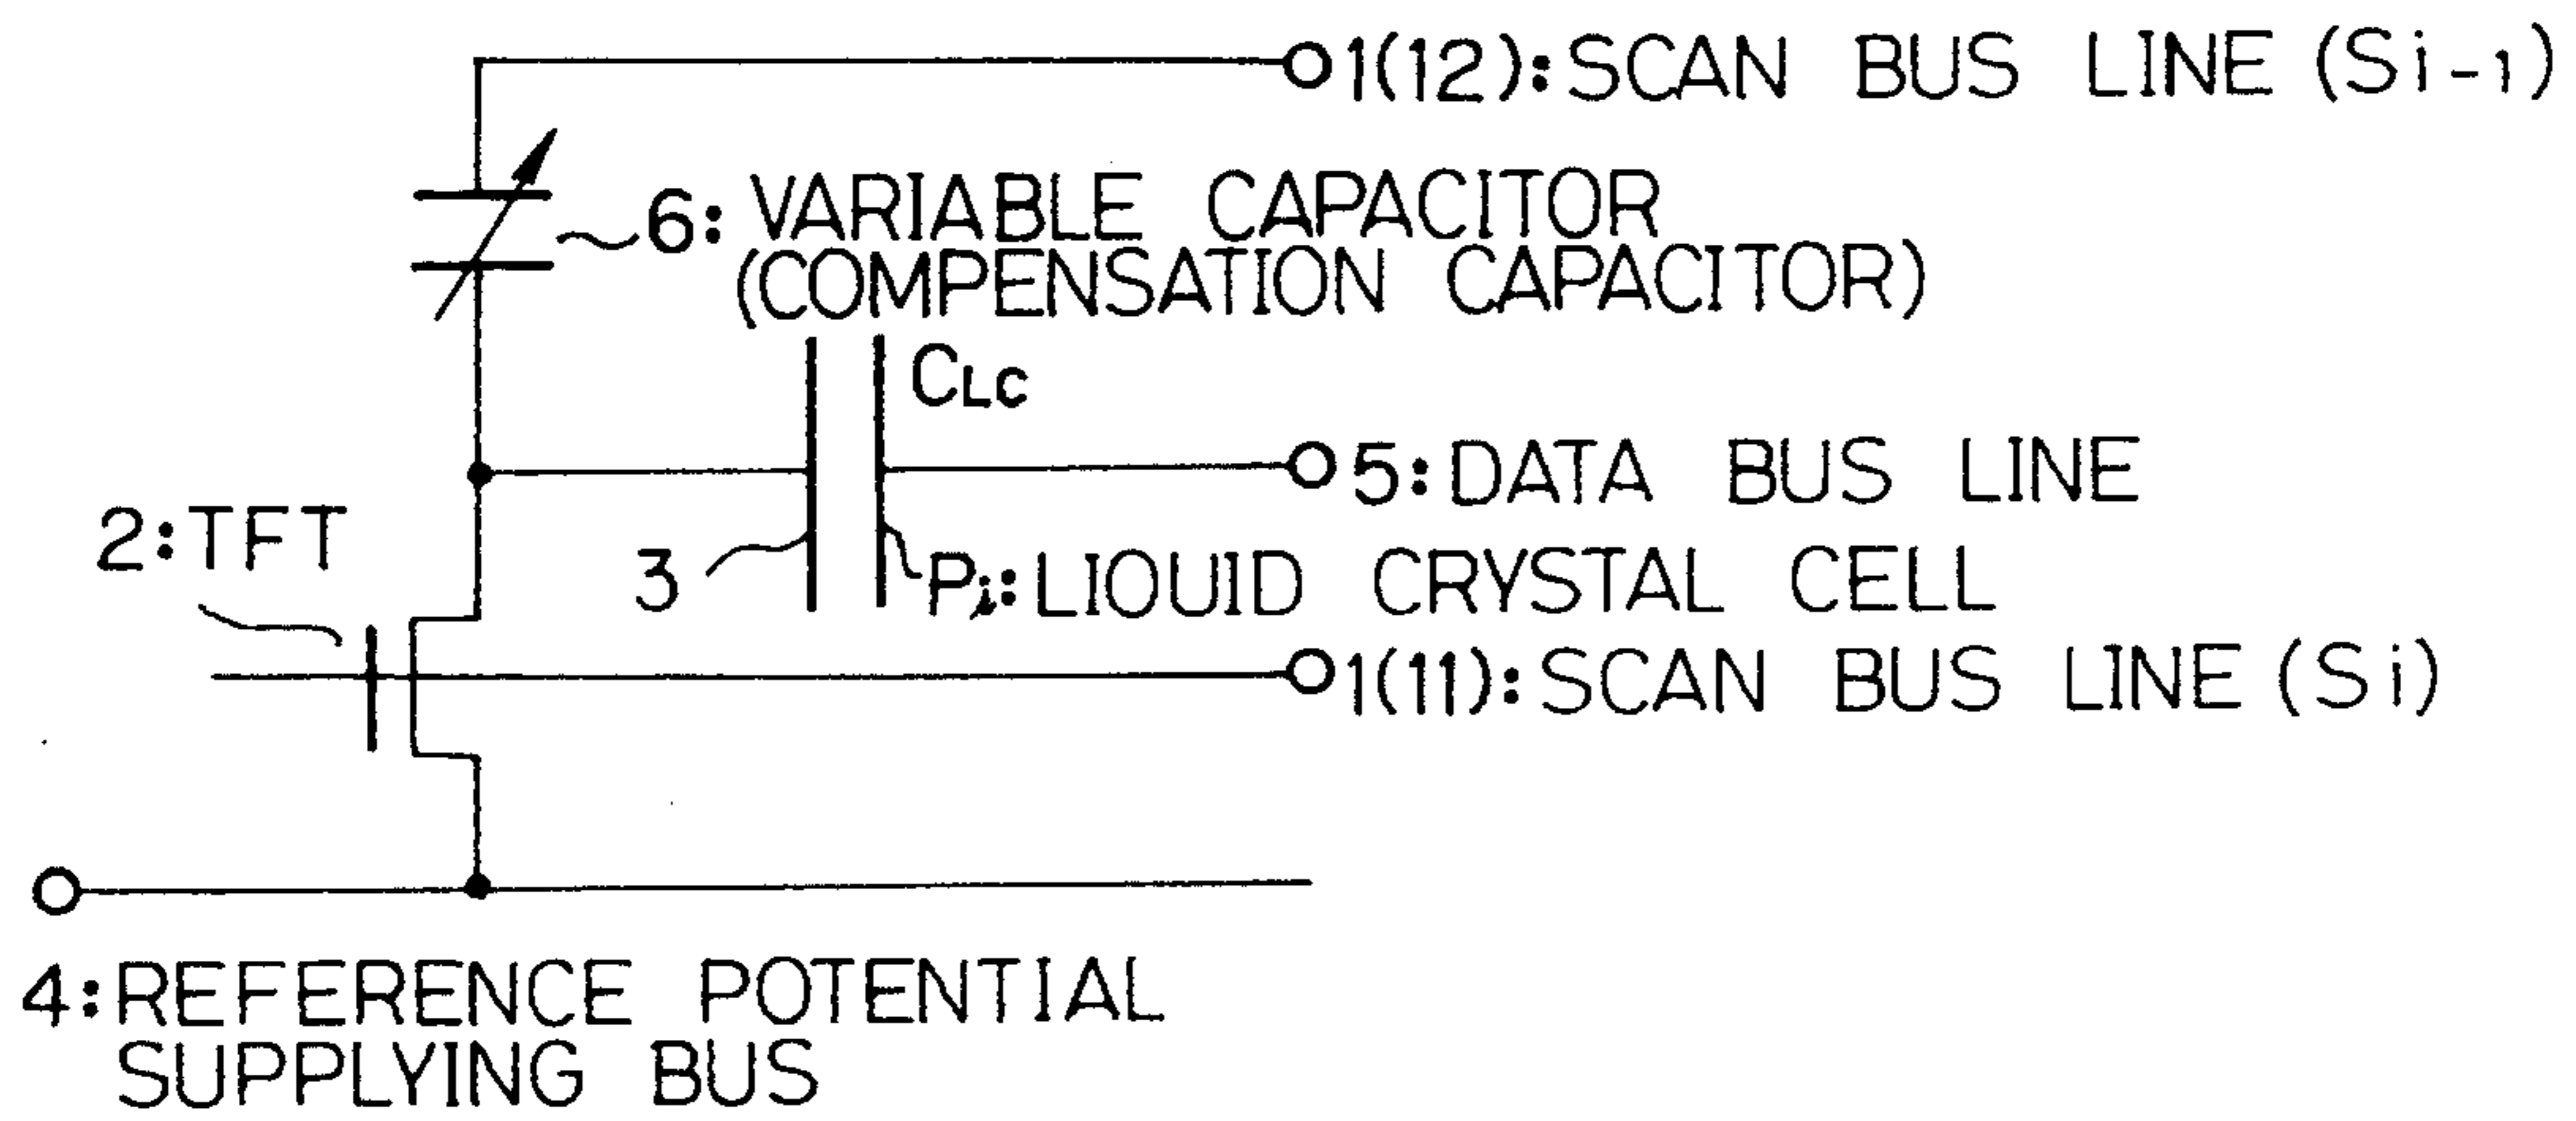 1(12):SCAN BUS LINE (Si-1)
6: VARIABLE CAPACITOR
(COMPENSATION CAPACITOR)
CLC
5:DATA BUS LINE
2:TFT
3
Pi:LIOUID CRYSTAL CELL
1(11):SCAN BUS LINE (Si)
4:REFERENCE POTENTIAL
SUPPLYING BUS